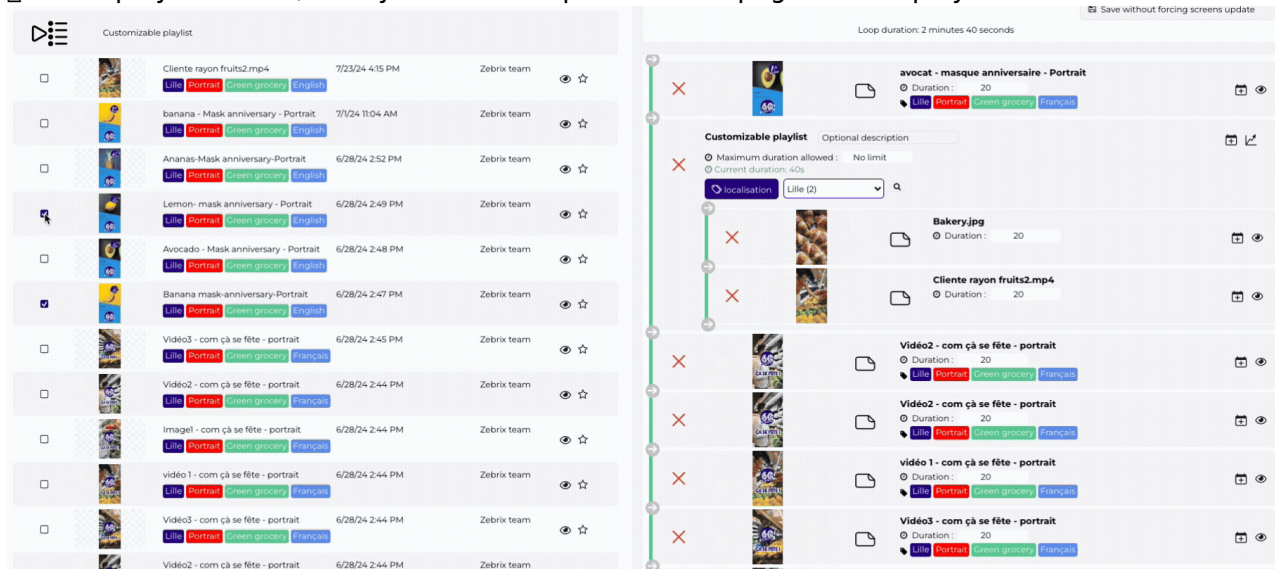 Customizable playlist
Cliente rayon fruits2.mp4 7/23/24 4:15 PM Zebrix team
Lille Portrait Green grocery English
banana - Mask anniversary - Portrait 7/1/24 11:04 AM Zebrix team
Lille Portrait Green grocery English
Ananas-Mask anniversary-Portrait 6/28/24 2:52 PM Zebrix team
Lille Portrait Green grocery English
Lemon- mask anniversary - Portrait 6/28/24 2:49 PM Zebrix team
Lille Portrait Green grocery English
Avocado - Mask anniversary - Portrait 6/28/24 2:48 PM Zebrix team
Lille Portrait Green grocery English
Banana mask-anniversary-Portrait 6/28/24 2:47 PM Zebrix team
Lille Portrait Green grocery English
Vidéo3 - com çà se fête - portrait 6/28/24 2:45 PM Zebrix team
Lille Portrait Green grocery Français
Vidéo2 - com çà se fête - portrait 6/28/24 2:44 PM Zebrix team
Lille Portrait Green grocery Français
Image1 - com çà se fête - portrait 6/28/24 2:44 PM Zebrix team
Lille Portrait Green grocery Français
vidéo 1 - com çà se fête - portrait 6/28/24 2:44 PM Zebrix team
Lille Portrait Green grocery Français
Vidéo3 - com çà se fête - portrait 6/28/24 2:44 PM Zebrix team
Lille Portrait Green grocery Français
Vidéo2 - com çà se fête - portrait 6/28/24 2:44 PM Zebrix team
Save without forcing screens update
Loop duration: 2 minutes 40 seconds
avocat - masque anniversaire - Portrait
Duration : 20
Lille Portrait Green grocery Français
Customizable playlist Optional description
Maximum duration allowed : No limit
Current duration: 40s
localisation Lille (2)
Bakery.jpg
Duration : 20
Cliente rayon fruits2.mp4
Duration : 20
Vidéo2 - com çà se fête - portrait
Duration : 20
Lille Portrait Green grocery Français
Vidéo2 - com çà se fête - portrait
Duration : 20
Lille Portrait Green grocery Français
vidéo 1 - com çà se fête - portrait
Duration : 20
Lille Portrait Green grocery Français
Vidéo3 - com çà se fête - portrait
Duration : 20
Lille Portrait Green grocery Français